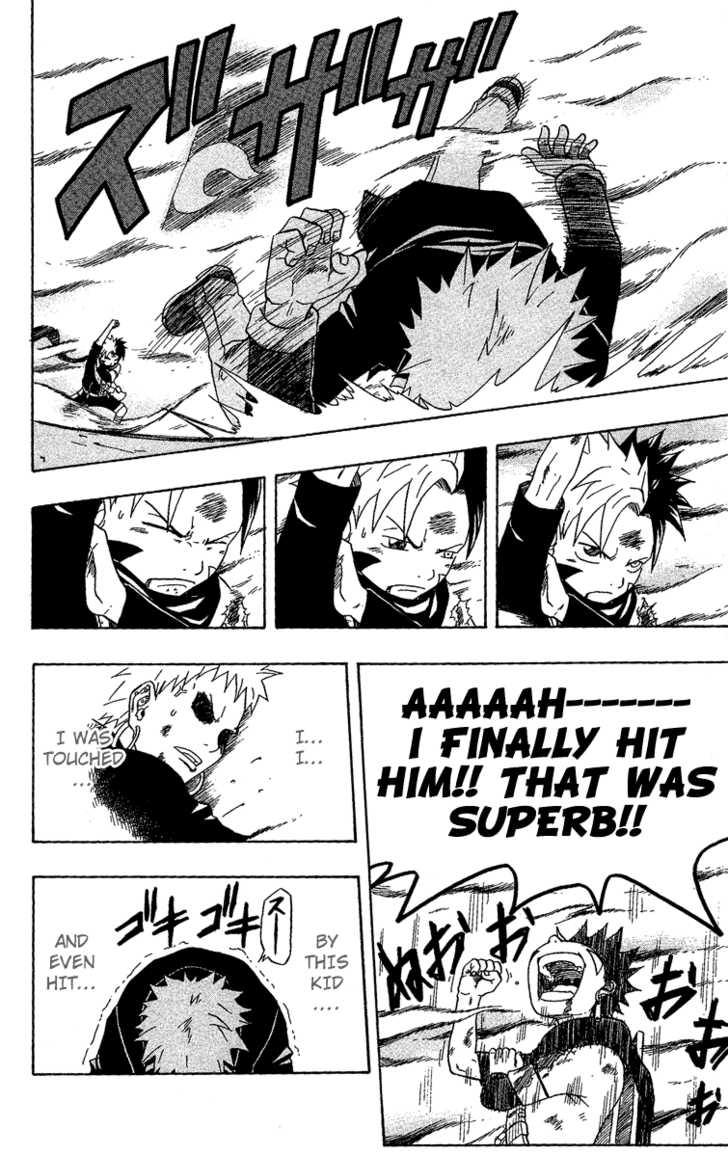 ズザザザッ
AAAAAH-------
I FINALLY HIT
HIM!! THAT WAS
SUPERB!!
ぬおお
おお
I...
I...
I WAS
TOUCHED
...
BY
THIS
KID
....
スー
ゴキ ゴキ
AND
EVEN
HIT...